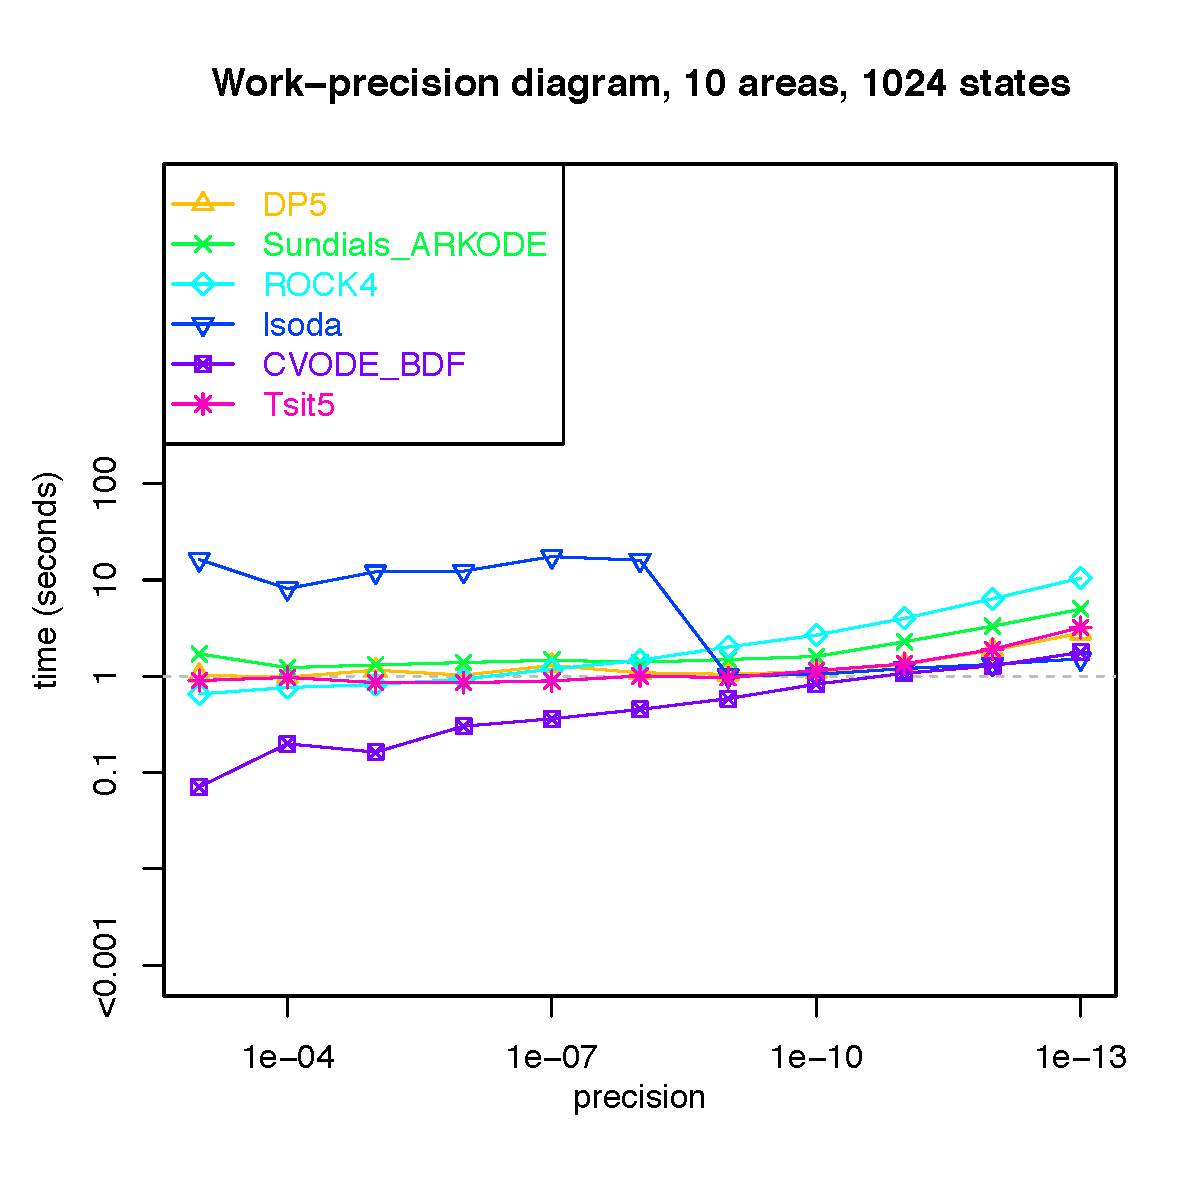 Work-precision diagram, 10 areas, 1024 states
DP5
Sundials_ARKODE
ROCK4
lsoda
CVODE_BDF
Tsit5
time (seconds)
100
10
1
0.1
<0.001
1e-04
1e-07
1e-10
1e-13
precision